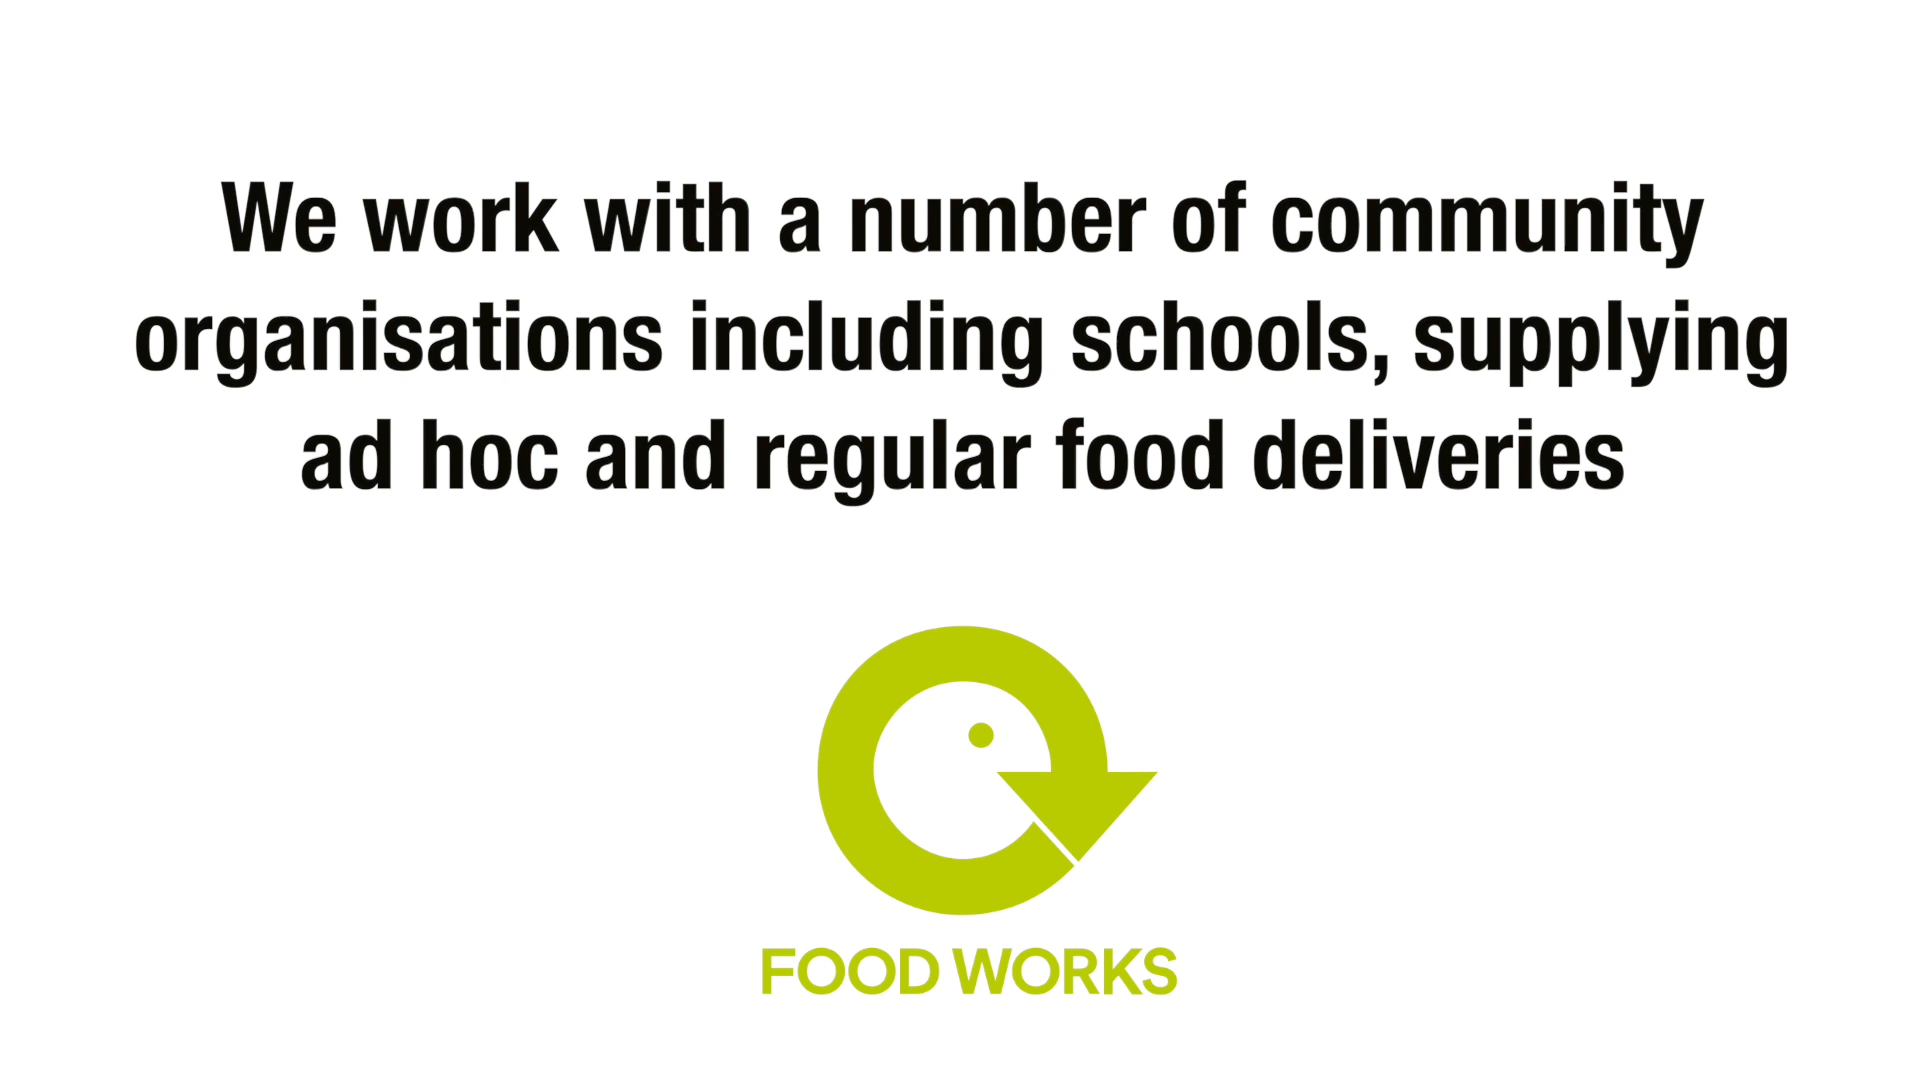 We work with a number of community
organisations including schools, supplying
ad hoc and regular food deliveries
FOOD WORKS